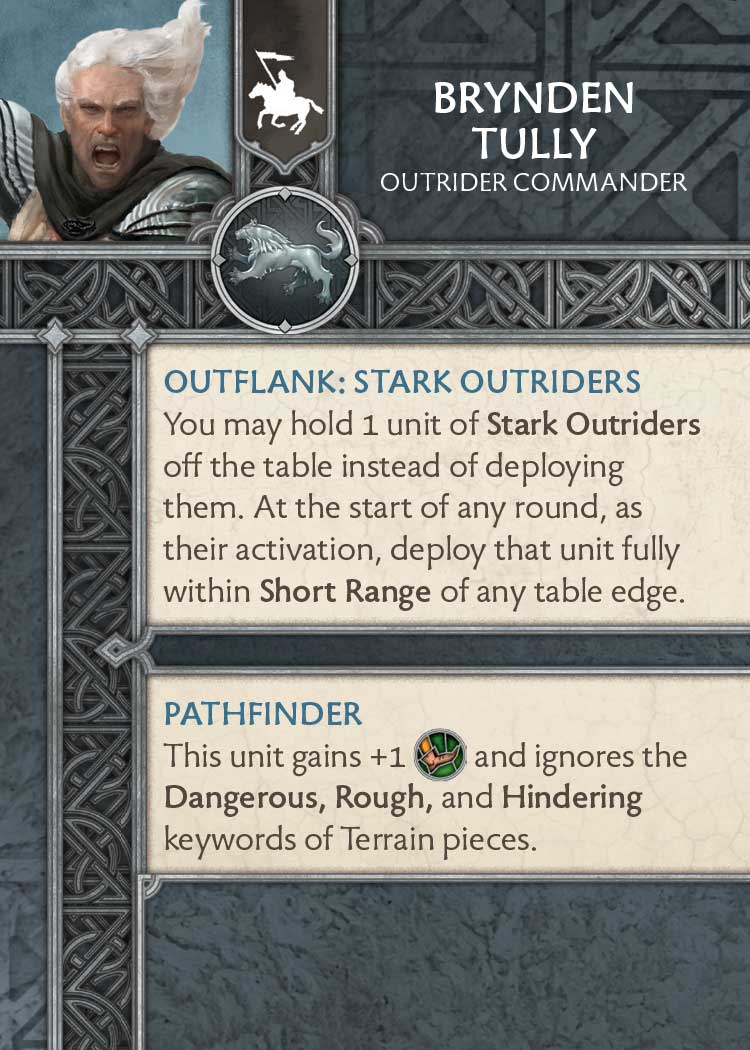 BRYNDEN
TULLY
OUTRIDER COMMANDER
OUTFLANK: STARK OUTRIDERS
You may hold 1 unit of Stark Outriders
off the table instead of deploying
them. At the start of any round, as
their activation, deploy that unit fully
within Short Range of any table edge.
PATHFINDER
This unit gains +1 and ignores the
Dangerous, Rough, and Hindering
keywords of Terrain pieces.